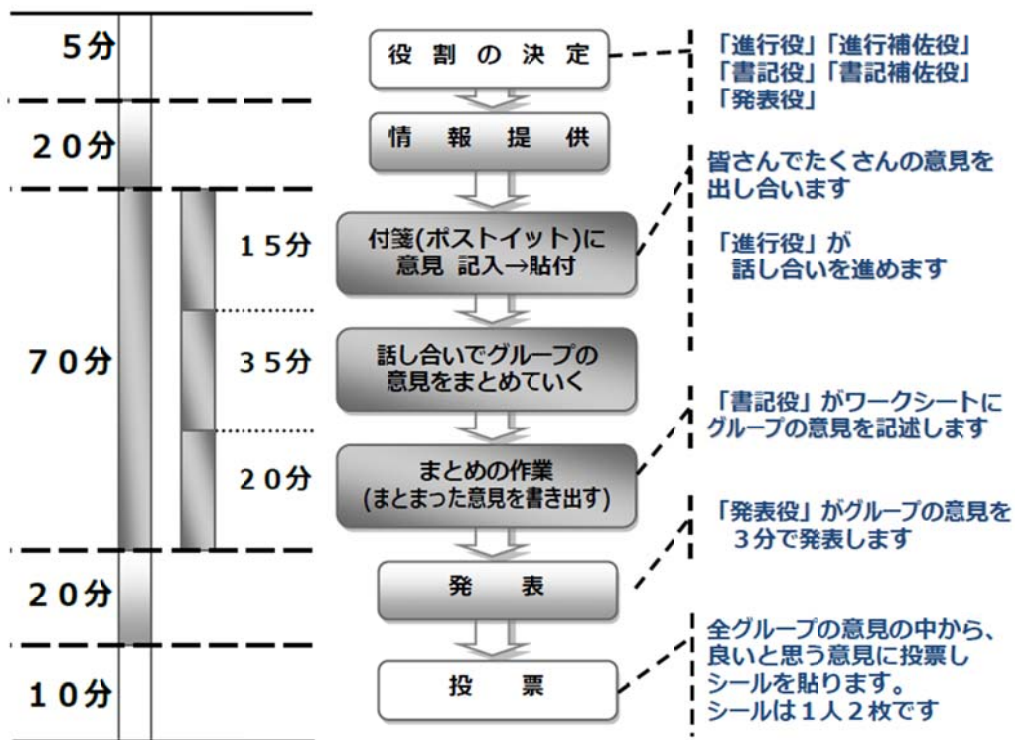 5分
役割の決定
「進行役」「進行補佐役」
「書記役」「書記補佐役」
「発表役」
20分
情報提供
皆さんでたくさんの意見を
出し合います
「進行役」が
話し合いを進めます
70分
15分
付箋(ポストイット)に
意見 記入→貼付
35分
話し合いでグループの
意見をまとめていく
20分
まとめの作業
(まとまった意見を書き出す)
「書記役」がワークシートに
グループの意見を記述します
20分
発表
「発表役」がグループの意見を
3分で発表します
10分
投票
全グループの意見の中から、
良いと思う意見に投票し
シールを貼ります。
シールは1人2枚です